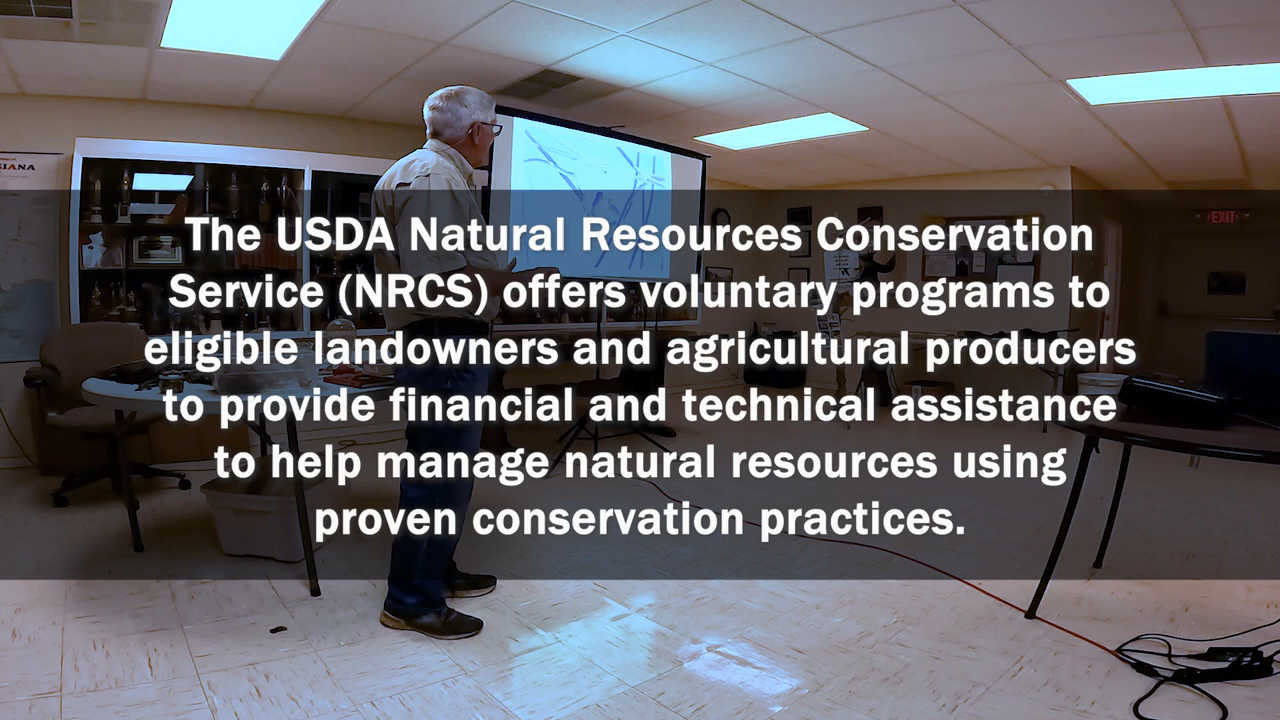 SIANA
EXIT
The USDA Natural Resources Conservation
Service (NRCS) offers voluntary programs to
eligible landowners and agricultural producers
to provide financial and technical assistance
to help manage natural resources using
proven conservation practices.